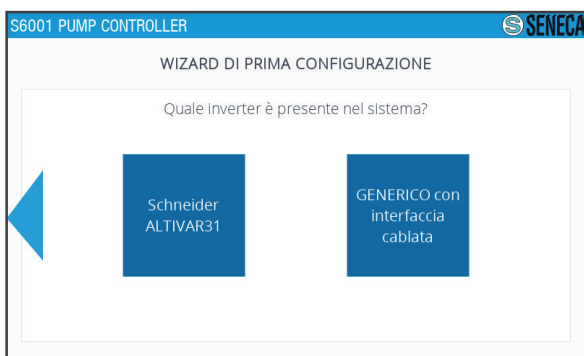 S6001 PUMP CONTROLLER
S SENECA
WIZARD DI PRIMA CONFIGURAZIONE
Quale inverter è presente nel sistema?
Schneider
ALTIVAR31
GENERICO con
interfaccia
cablata